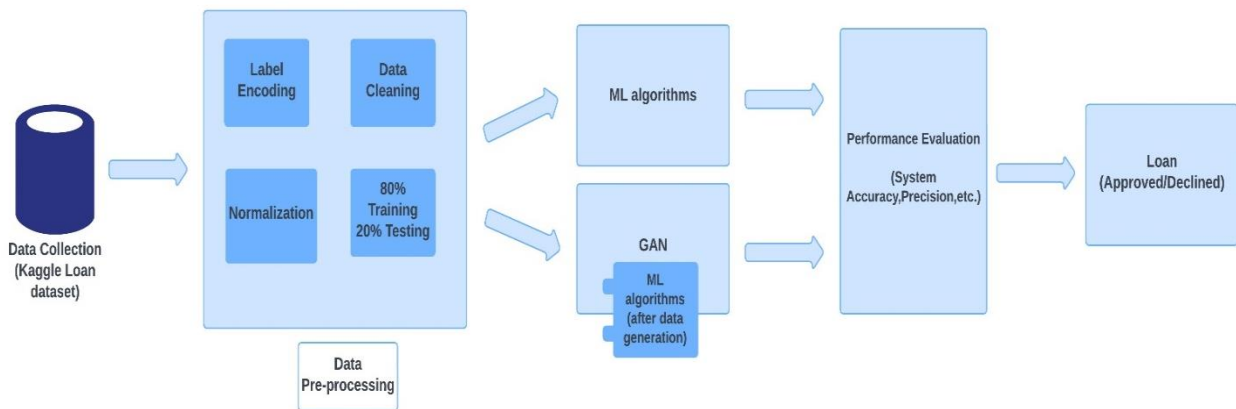 Data Collection
(Kaggle Loan
dataset)
Label
Encoding
Data
Cleaning
Normalization
80%
Training
20% Testing
Data
Pre-processing
ML algorithms
GAN
ML
algorithms
(after data
generation)
Performance Evaluation
(System
Accuracy,Precision,etc.)
Loan
(Approved/Declined)